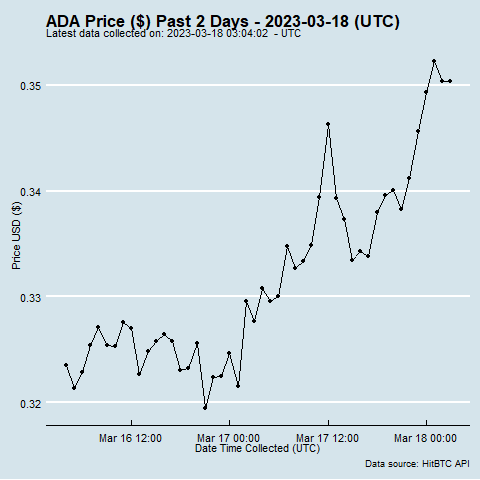 ADA Price ($) Past 2 Days - 2023-03-18 (UTC)
Latest data collected on: 2023-03-18 03:04:02 - UTC
0.35
0.34
0.33
0.32
Price USD ($)
Mar 16 12:00 Mar 17 00:00 Mar 17 12:00 Mar 18 00:00
Date Time Collected (UTC)
Data source: HitBTC API